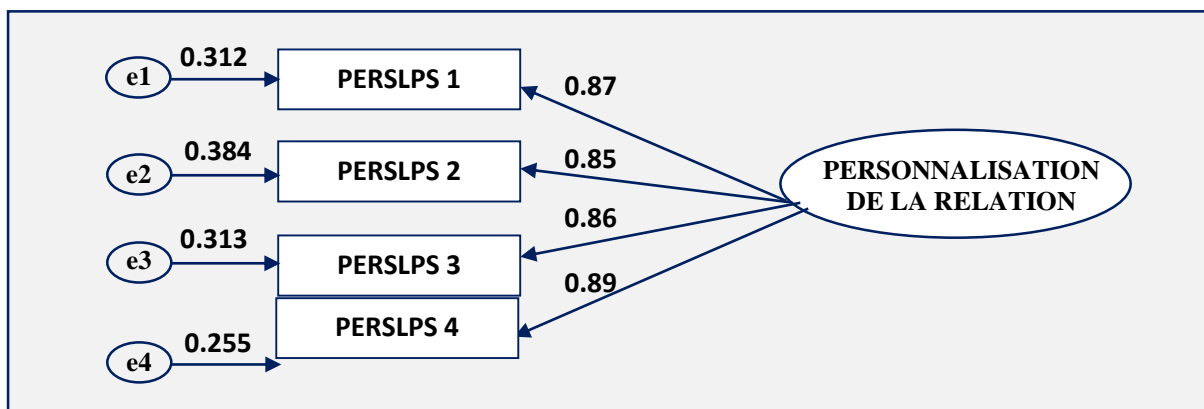 e1
0.312
PERSLPS 1
0.87
e2
0.384
PERSLPS 2
0.85
PERSONNALISATION
DE LA RELATION
e3
0.313
PERSLPS 3
0.86
e4
0.255
PERSLPS 4
0.89